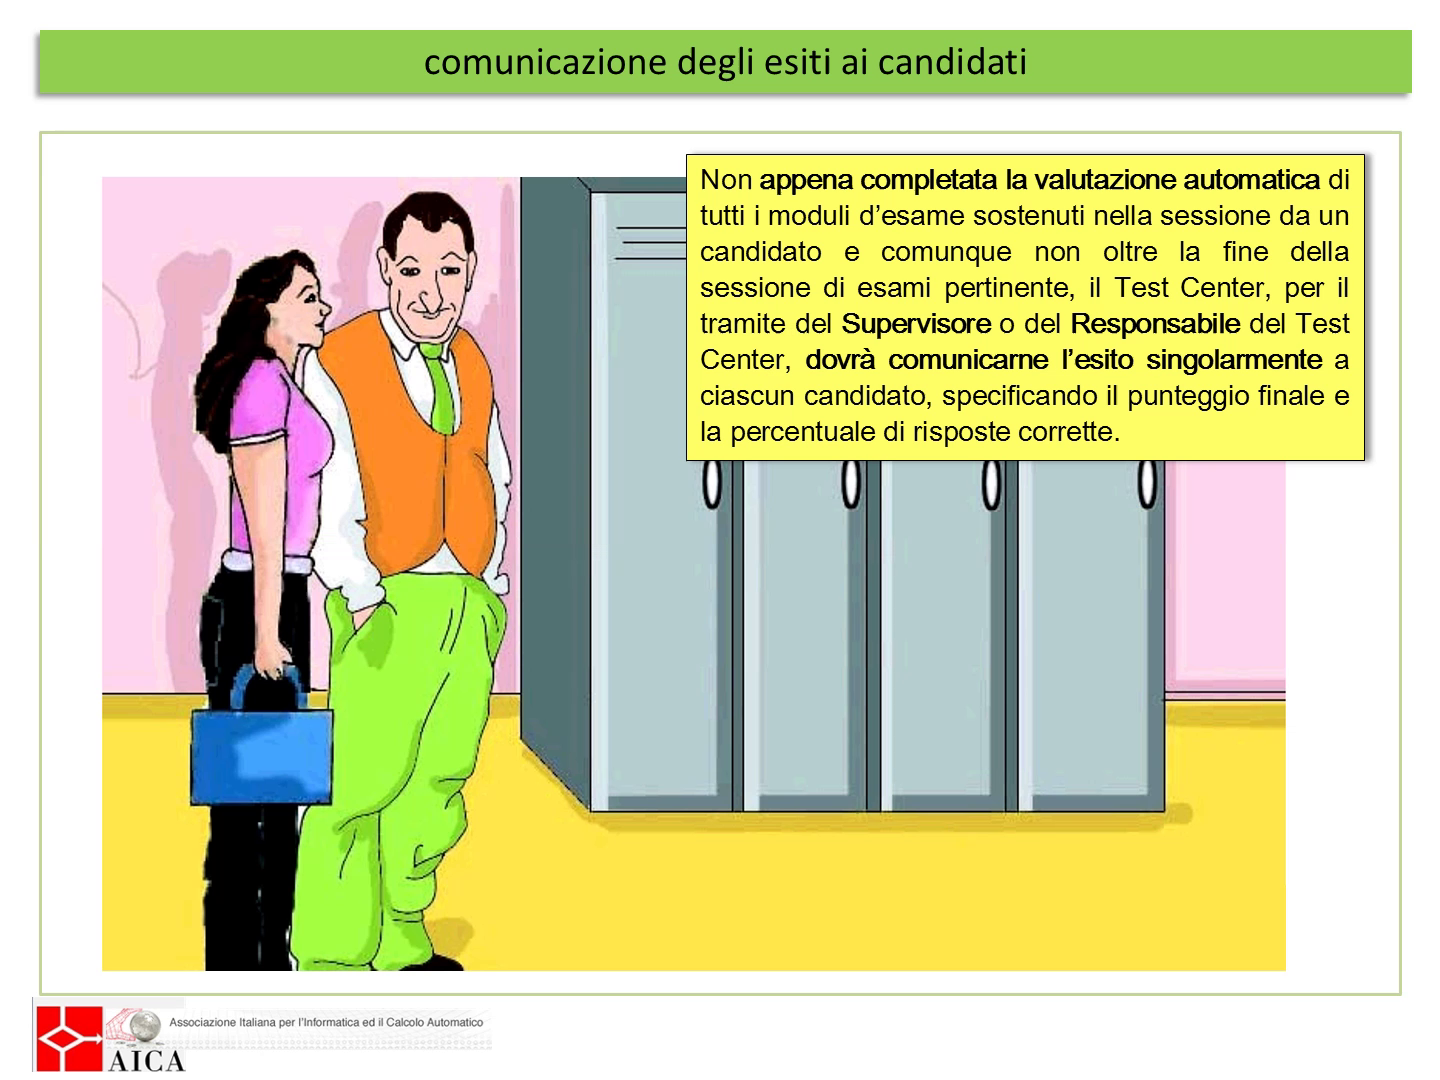 comunicazione degli esiti ai candidati
Non appena completata la valutazione automatica di
tutti i moduli d’esame sostenuti nella sessione da un
candidato e comunque non oltre la fine della
sessione di esami pertinente, il Test Center, per il
tramite del Supervisore o del Responsabile del Test
Center, dovrà comunicarne l’esito singolarmente a
ciascun candidato, specificando il punteggio finale e
la percentuale di risposte corrette.
Associazione Italiana per l'Informatica ed il Calcolo Automatico
AICA